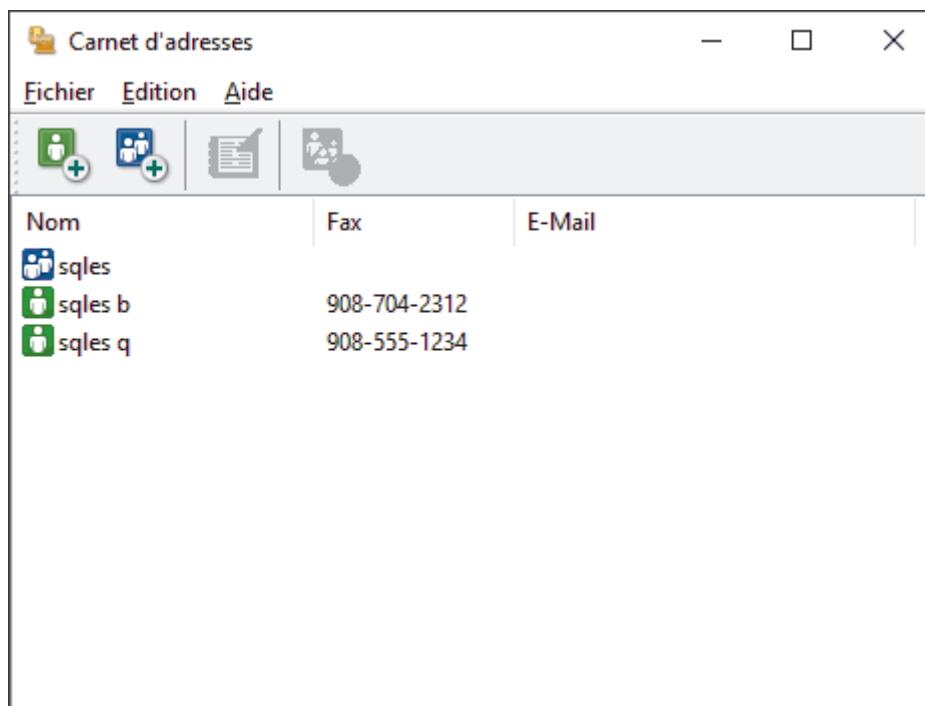 Carnet d'adresses
Fichier Edition Aide
Nom Fax E-Mail
sqles
sqles b 908-704-2312
sqles q 908-555-1234